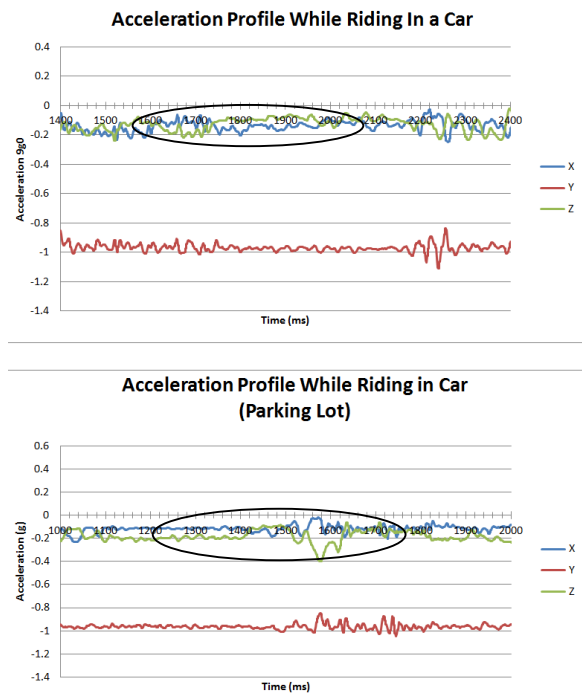 Acceleration Profile While Riding In a Car
0.4
0.2
0
1400 1500 1600 1700 1800 1900 2000 2100 2200 2300 2400
-0.2
-0.4
-0.6
-0.8
-1
-1.2
-1.4
Acceleration 9g0
Time (ms)
X
Y
Z
Acceleration Profile While Riding in Car
(Parking Lot)
0.6
0.4
0.2
0
1000 1100 1200 1300 1400 1500 1600 1700 1800 1900 2000
-0.2
-0.4
-0.6
-0.8
-1
-1.2
-1.4
Acceleration (g)
Time (ms)
X
Y
Z